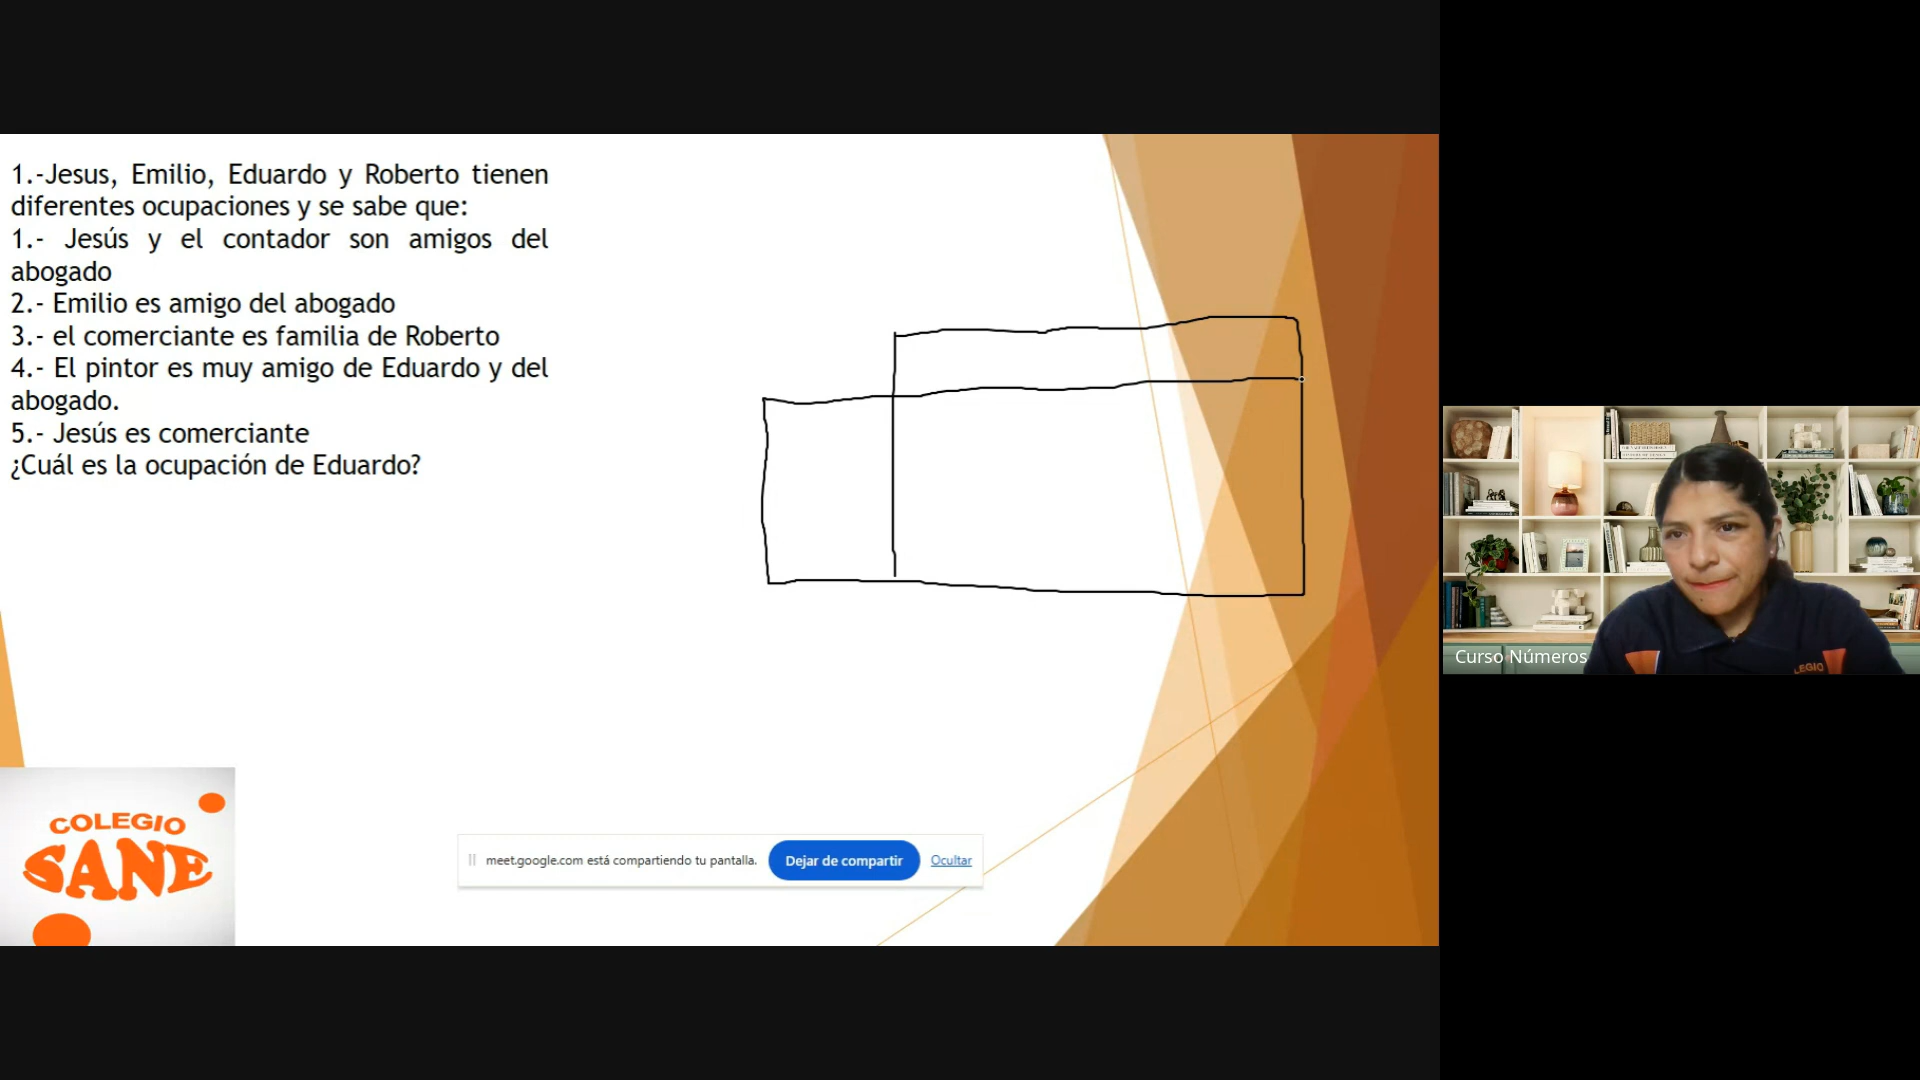 1.-Jesus, Emilio, Eduardo y Roberto tienen
diferentes ocupaciones y se sabe que:
1.- Jesús y el contador son amigos del
abogado
2.- Emilio es amigo del abogado
3.- el comerciante es familia de Roberto
4.- El pintor es muy amigo de Eduardo y del
abogado.
5.- Jesús es comerciante
¿Cuál es la ocupación de Eduardo?
COLEGIO
SANE
meet.google.com está compartiendo tu pantalla.
Dejar de compartir
Ocultar
Curso Números
LEGIO